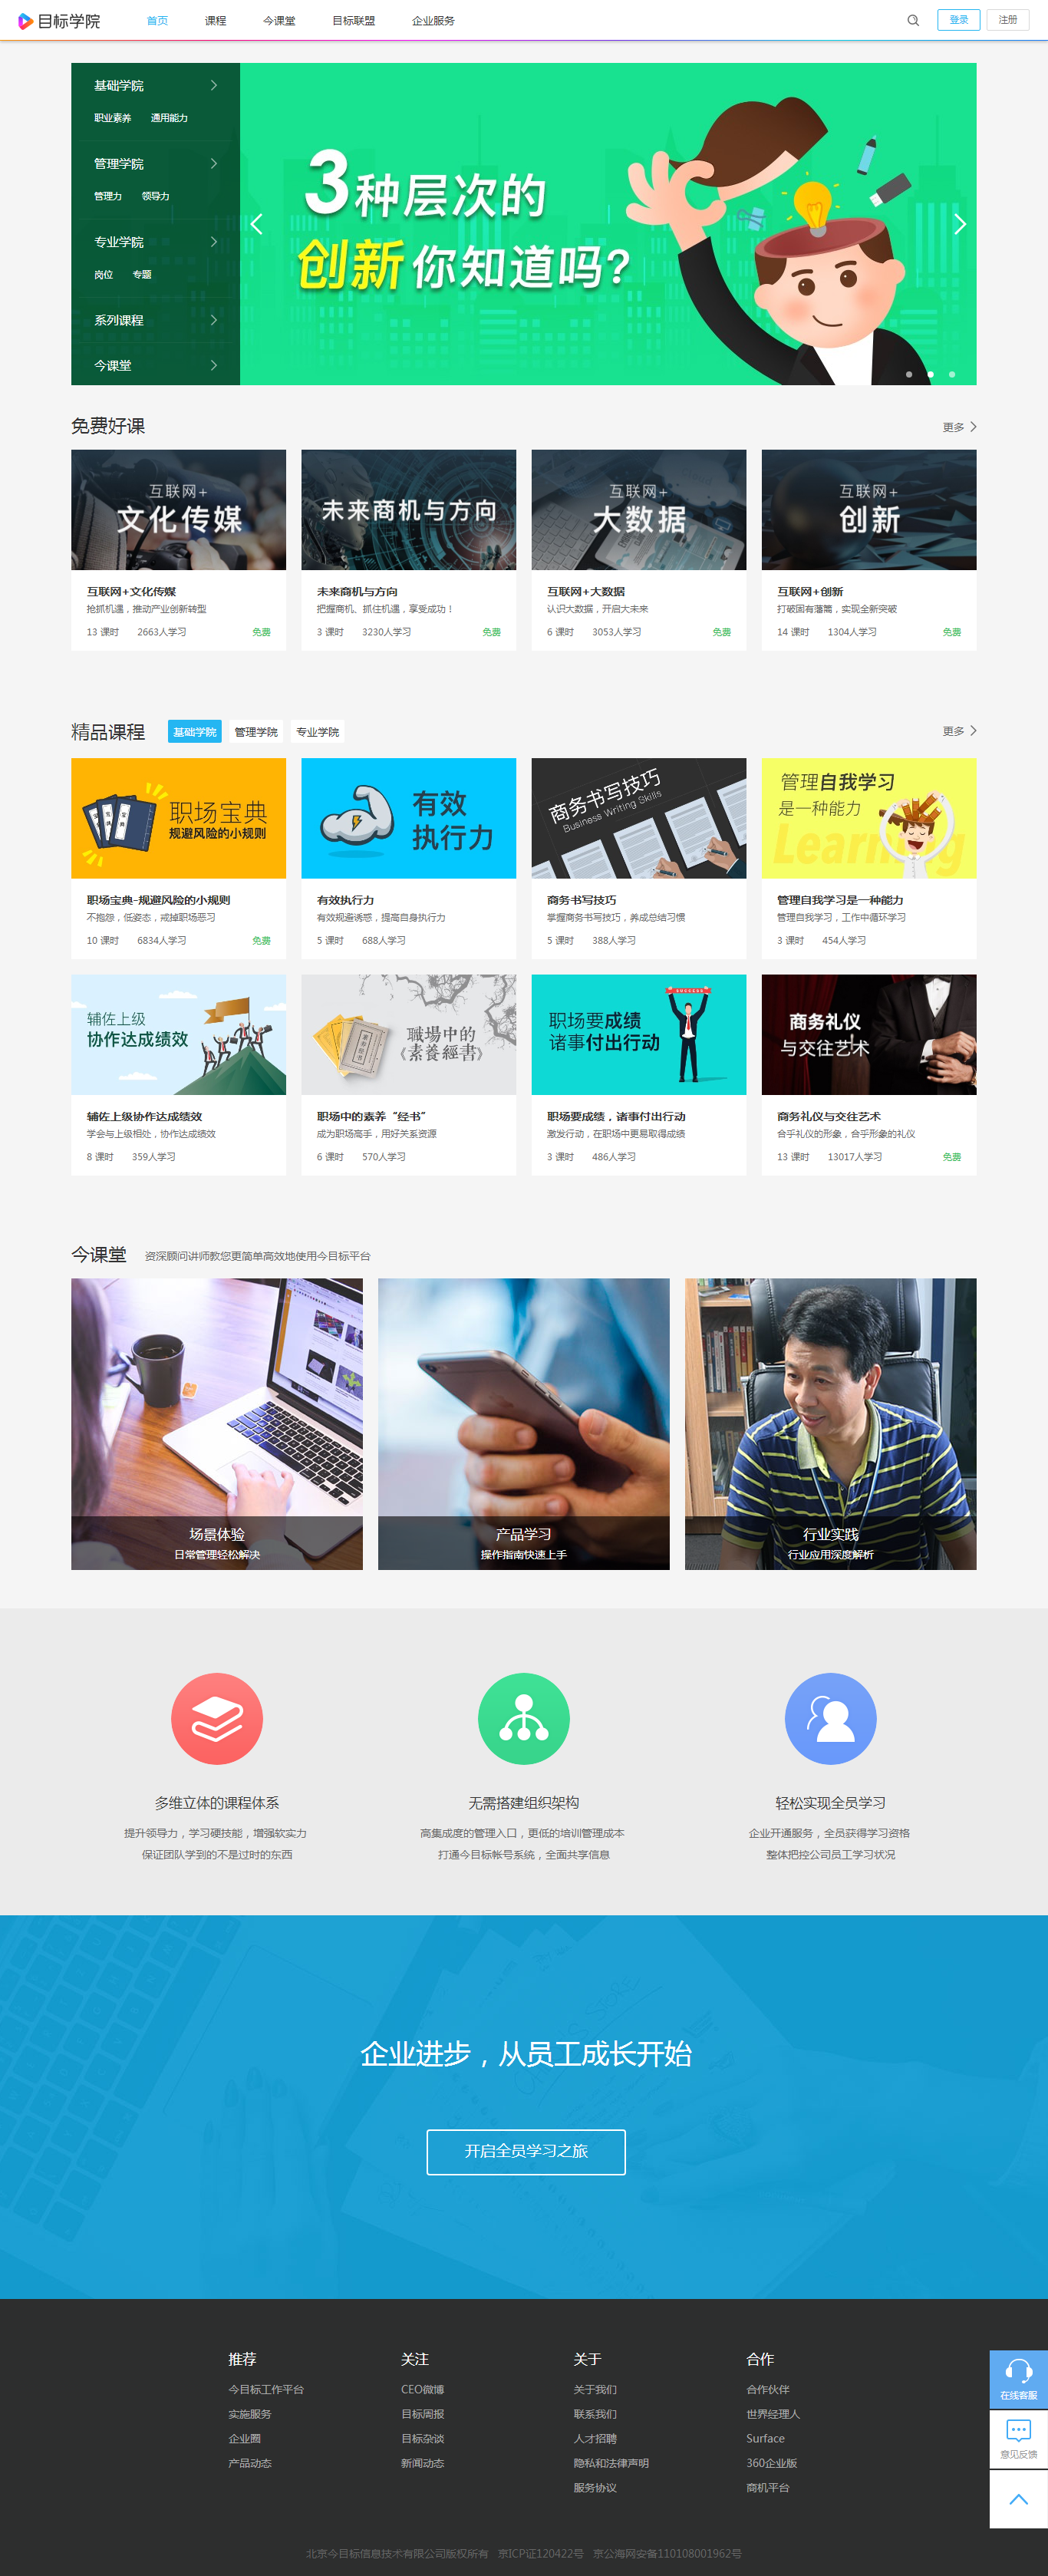 目标学院
首页
课程
今课堂
目标联盟
企业服务
登录
注册
基础学院
职业素养 通用能力
管理学院
管理力 领导力
专业学院
岗位 专题
系列课程
今课堂
3种层次的
创新你知道吗?
免费好课
更多
互联网+
文化传媒
互联网+文化传媒
抢抓机遇，推动产业创新转型
13 课时 2663人学习 免费
未来商机与方向
未来商机与方向
把握商机、抓住机遇，享受成功！
3 课时 3230人学习 免费
互联网+
大数据
互联网+大数据
认识大数据，开启大未来
6 课时 3053人学习 免费
互联网+
创新
互联网+创新
打破固有藩篱，实现全新突破
14 课时 1304人学习 免费
精品课程
基础学院
管理学院
专业学院
更多
职场宝典
规避风险的小规则
职场宝典-规避风险的小规则
不抱怨，低姿态，戒掉职场恶习
10 课时 6834人学习 免费
有效
执行力
有效执行力
有效规避诱惑，提高自身执行力
5 课时 688人学习
商务书写技巧
Business Writing Skills
商务书写技巧
掌握商务书写技巧，养成总结习惯
5 课时 388人学习
管理自我学习
是一种能力
Learning
管理自我学习是一种能力
管理自我学习，工作中循环学习
3 课时 454人学习
辅佐上级
协作达成绩效
辅佐上级协作达成绩效
学会与上级相处，协作达成绩效
8 课时 359人学习
職場中的
《素養經書》
职场中的素养“经书”
成为职场高手，用好关系资源
6 课时 570人学习
职场要成绩
诸事付出行动
职场要成绩，诸事付出行动
激发行动，在职场中更易取得成绩
3 课时 486人学习
商务礼仪
与交往艺术
商务礼仪与交往艺术
合乎礼仪的形象，合乎形象的礼仪
13 课时 13017人学习 免费
今课堂
资深顾问讲师教您更简单高效地使用今目标平台
场景体验
日常管理轻松解决
产品学习
操作指南快速上手
行业实践
行业应用深度解析
多维立体的课程体系
提升领导力，学习硬技能，增强软实力
保证团队学到的不是过时的东西
无需搭建组织架构
高集成度的管理入口，更低的培训管理成本
打通今目标帐号系统，全面共享信息
轻松实现全员学习
企业开通服务，全员获得学习资格
整体把控公司员工学习状况
企业进步，从员工成长开始
开启全员学习之旅
推荐
今目标工作平台
实施服务
企业圈
产品动态
关注
CEO微博
目标周报
目标杂谈
新闻动态
关于
关于我们
联系我们
人才招聘
隐私和法律声明
服务协议
合作
合作伙伴
世界经理人
Surface
360企业版
商机平台
在线客服
意见反馈
北京今目标信息技术有限公司版权所有 京ICP证120422号 京公海网安备110108001962号